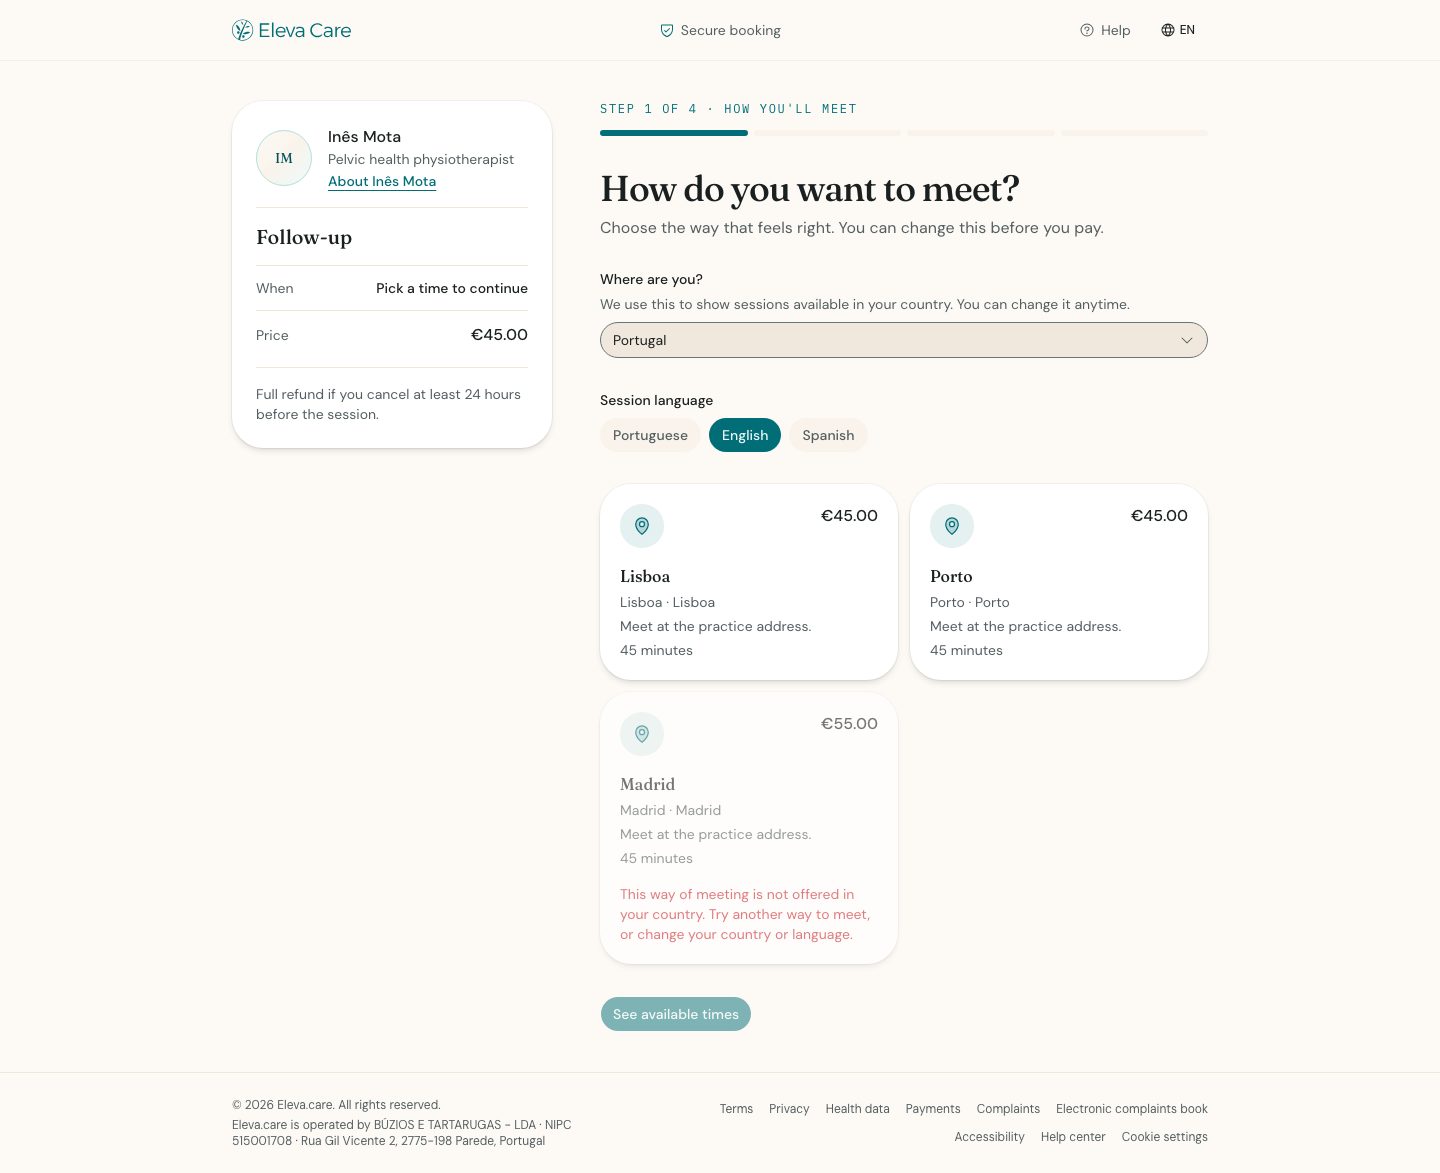 Eleva Care
Secure booking
Help
EN
IM
Inês Mota
Pelvic health physiotherapist
About Inês Mota
Follow-up
When
Pick a time to continue
Price
€45.00
Full refund if you cancel at least 24 hours
before the session.
STEP 1 OF 4 · HOW YOU'LL MEET
How do you want to meet?
Choose the way that feels right. You can change this before you pay.
Where are you?
We use this to show sessions available in your country. You can change it anytime.
Portugal
Session language
Portuguese
English
Spanish
€45.00
Lisboa
Lisboa · Lisboa
Meet at the practice address.
45 minutes
€45.00
Porto
Porto · Porto
Meet at the practice address.
45 minutes
€55.00
Madrid
Madrid · Madrid
Meet at the practice address.
45 minutes
This way of meeting is not offered in
your country. Try another way to meet,
or change your country or language.
See available times
© 2026 Eleva.care. All rights reserved.
Eleva.care is operated by BÚZIOS E TARTARUGAS - LDA · NIPC
515001708 · Rua Gil Vicente 2, 2775-198 Parede, Portugal
Terms
Privacy
Health data
Payments
Complaints
Electronic complaints book
Accessibility
Help center
Cookie settings